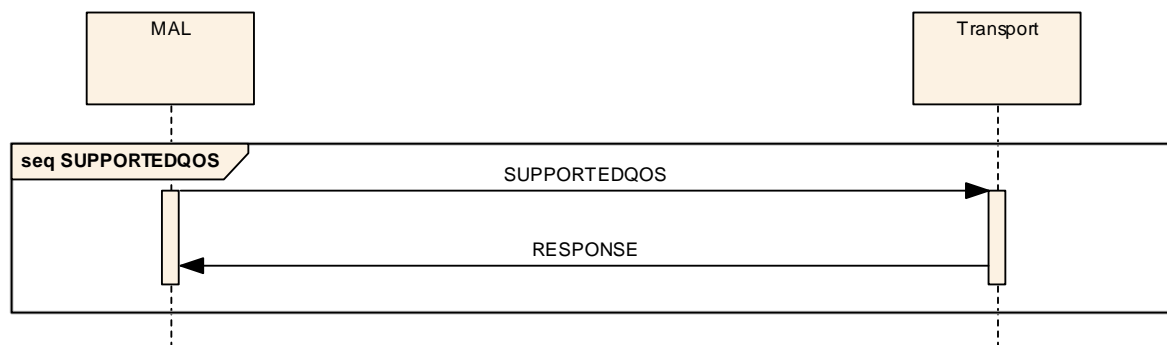 MAL
Transport
seq SUPPORTEDQOS
SUPPORTEDQOS
RESPONSE